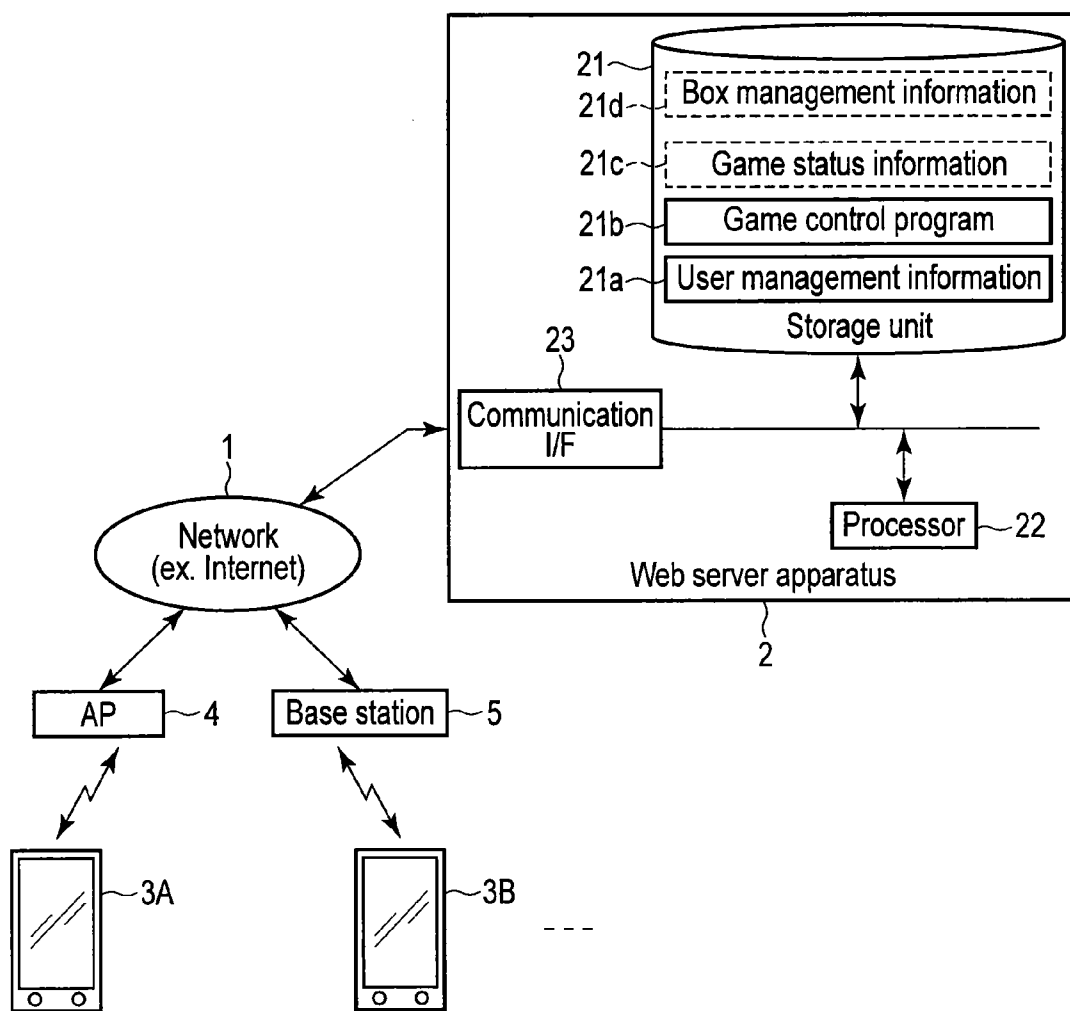 21
21d
Box management information
21c
Game status information
21b
Game control program
21a
User management information
Storage unit
23
Communication
I/F
1
Network
(ex. Internet)
Processor
22
Web server apparatus
2
AP
4
Base station
5
3A
3B